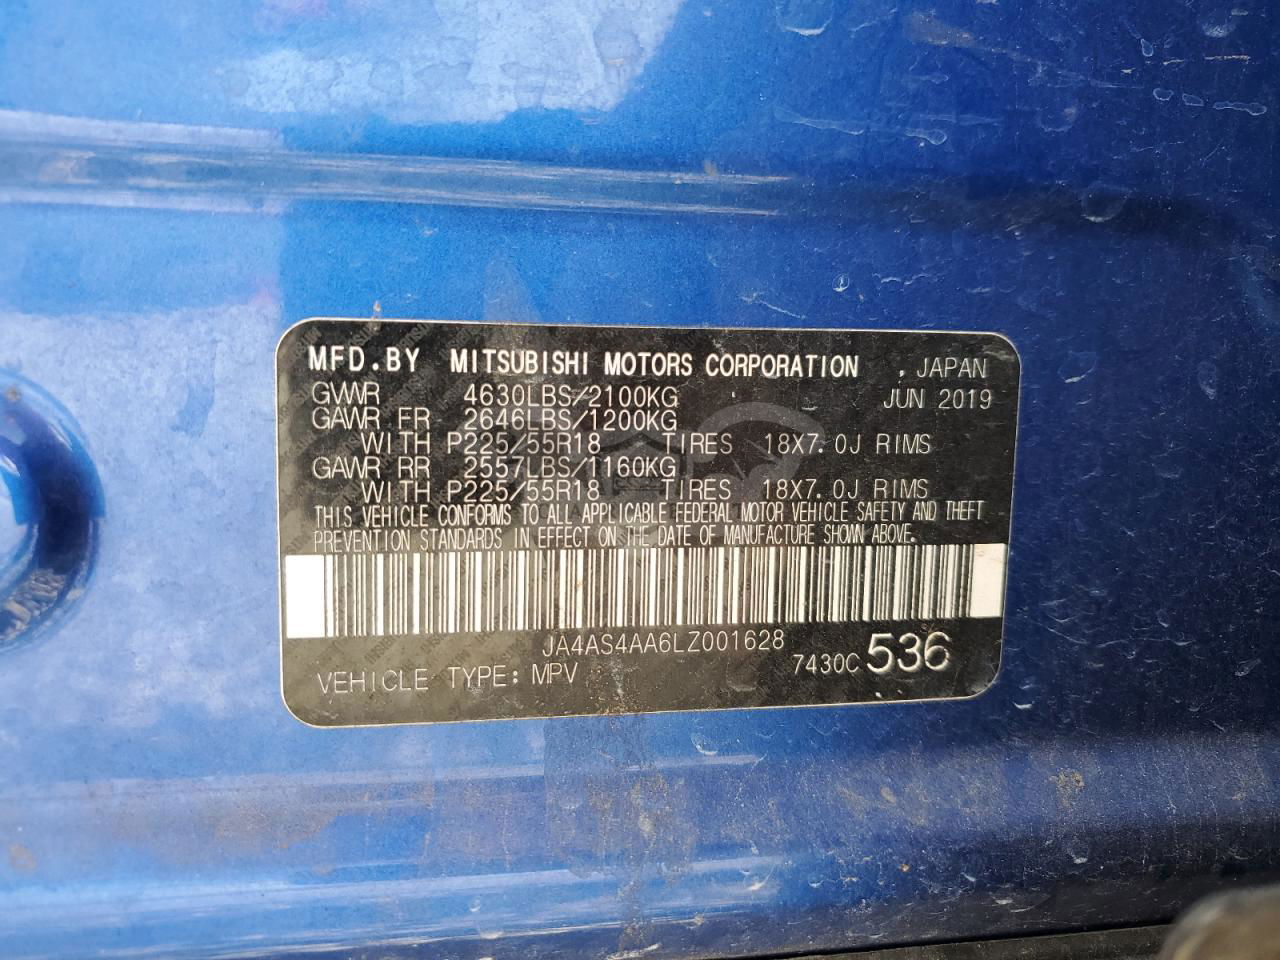 MFD.BY MITSUBISHI MOTORS CORPORATION , JAPAN
GVWR 4630LBS/2100KG JUN 2019
GAWR FR 2646LBS/1200KG
WITH P225/55R18 TIRES 18X7.0J RIMS
GAWR RR 2557LBS/1160KG
WITH P225/55R18 TIRES 18X7.0J RIMS
THIS VEHICLE CONFORMS TO ALL APPLICABLE FEDERAL MOTOR VEHICLE SAFETY AND THEFT
PREVENTION STANDARDS IN EFFECT ON THE DATE OF MANUFACTURE SHOWN ABOVE.
JA4AS4AA6LZ001628
VEHICLE TYPE: MPV 7430C 536